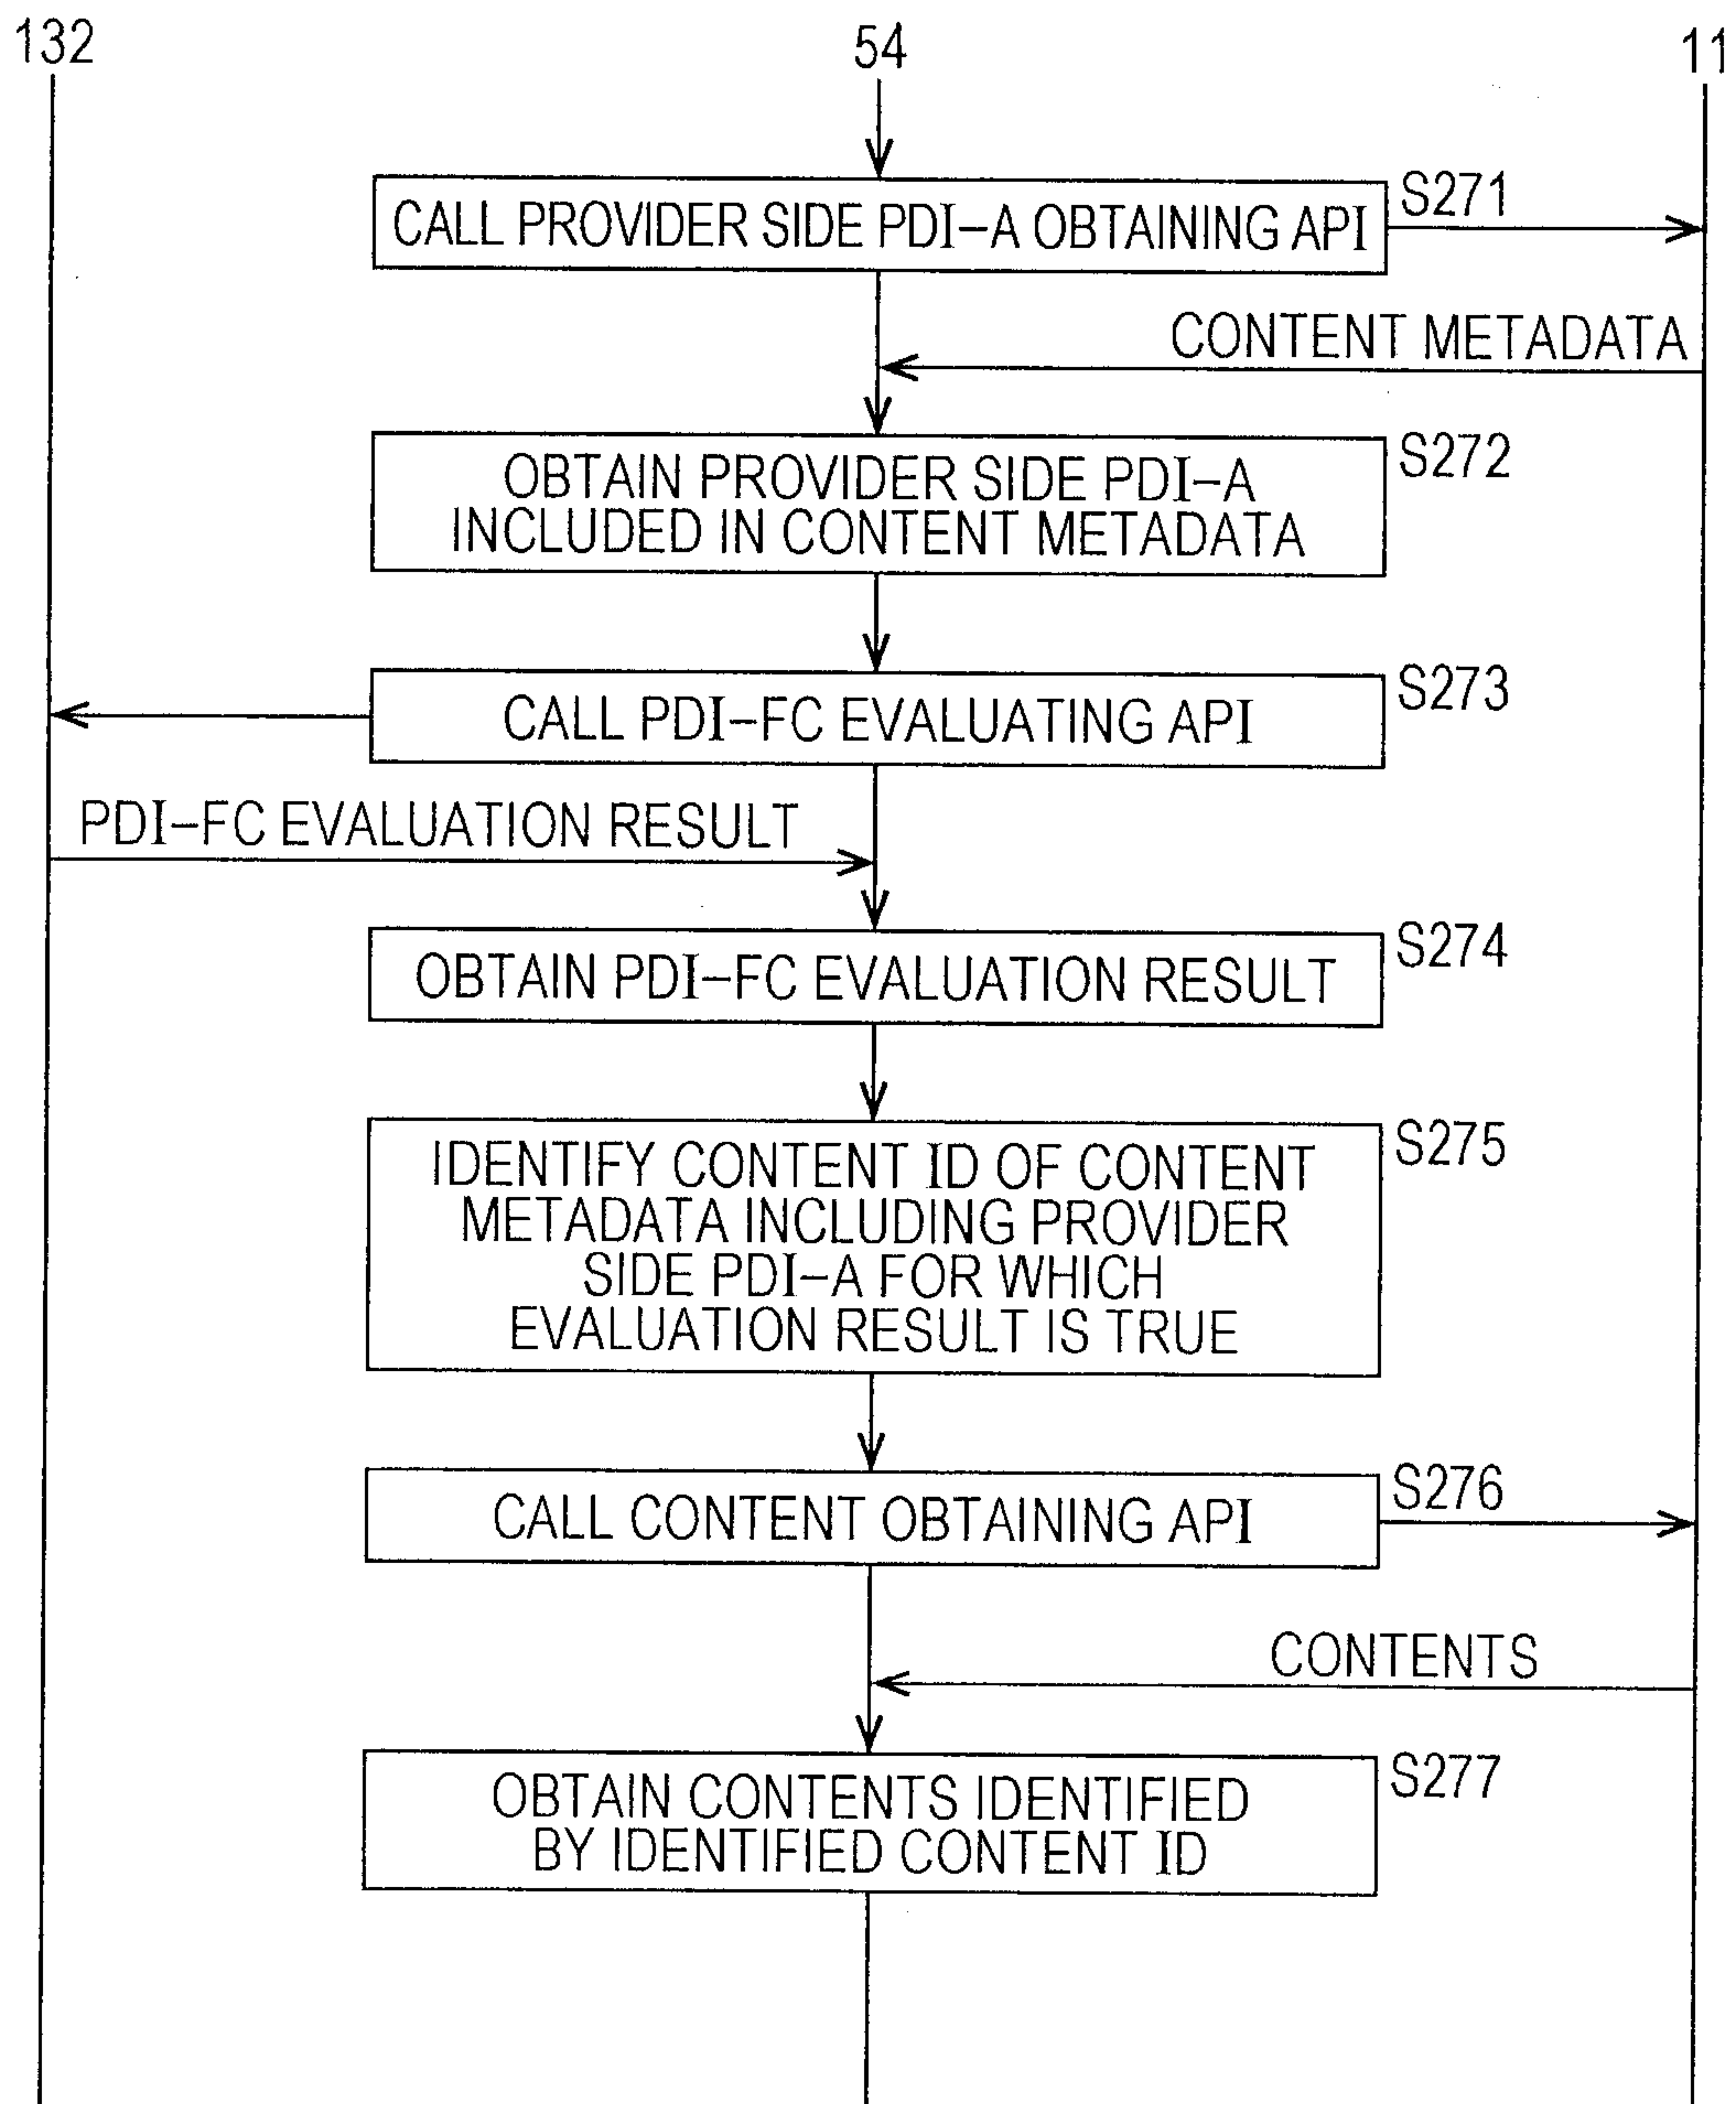 132
54
11
CALL PROVIDER SIDE PDI–A OBTAINING API
S271
CONTENT METADATA
OBTAIN PROVIDER SIDE PDI–A
INCLUDED IN CONTENT METADATA
S272
CALL PDI–FC EVALUATING API
S273
PDI–FC EVALUATION RESULT
OBTAIN PDI–FC EVALUATION RESULT
S274
IDENTIFY CONTENT ID OF CONTENT
METADATA INCLUDING PROVIDER
SIDE PDI–A FOR WHICH
EVALUATION RESULT IS TRUE
S275
CALL CONTENT OBTAINING API
S276
CONTENTS
OBTAIN CONTENTS IDENTIFIED
BY IDENTIFIED CONTENT ID
S277